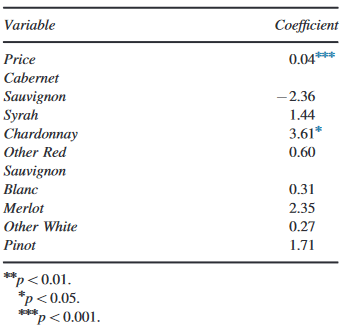 Variable Coefficient
Price 0.04***
Cabernet
Sauvignon −2.36
Syrah 1.44
Chardonnay 3.61*
Other Red 0.60
Sauvignon
Blanc 0.31
Merlot 2.35
Other White 0.27
Pinot 1.71
**p < 0.01.
*p < 0.05.
***p < 0.001.